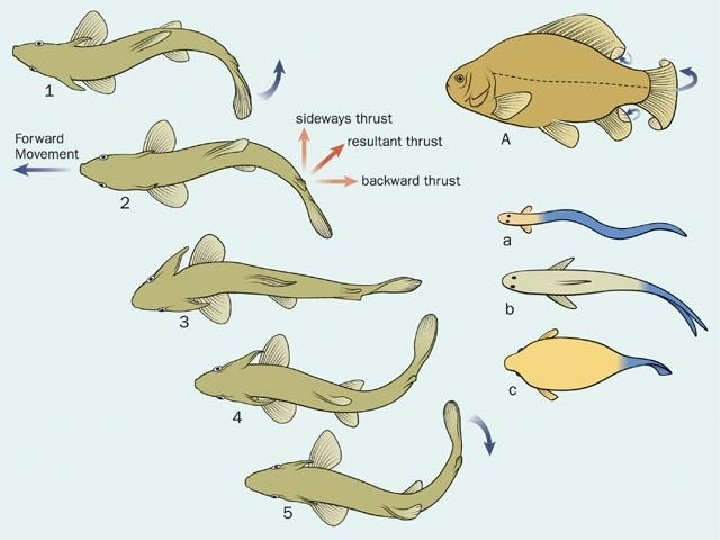 1
sideways thrust
resultant thrust
A
Forward
Movement
backward thrust
2
a
b
3
c
4
5